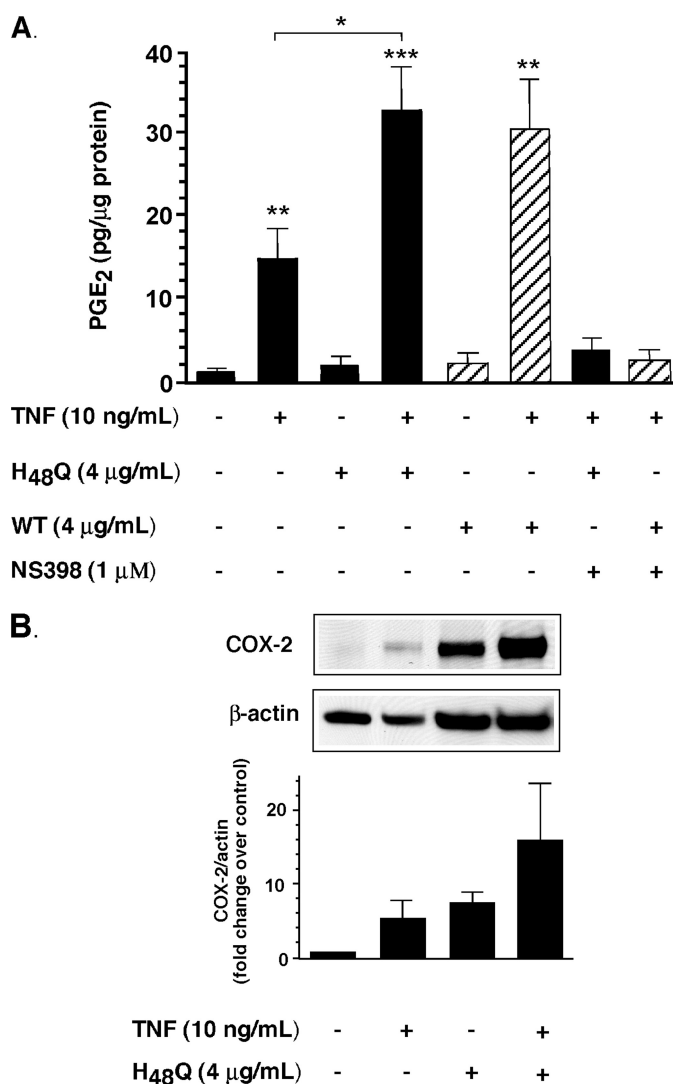 A.
*
***
**
**
40
30
20
10
0
PGE2 (pg/μg protein)
TNF (10 ng/mL) - + - + - + + +
H48Q (4 μg/mL) - - + + - - + -
WT (4 μg/mL) - - - - + + - +
NS398 (1 μM) - - - - - - + +
B.
COX-2
β-actin
COX-2/actin
(fold change over control)
20
10
0
TNF (10 ng/mL) - + - +
H48Q (4 μg/mL) - - + +